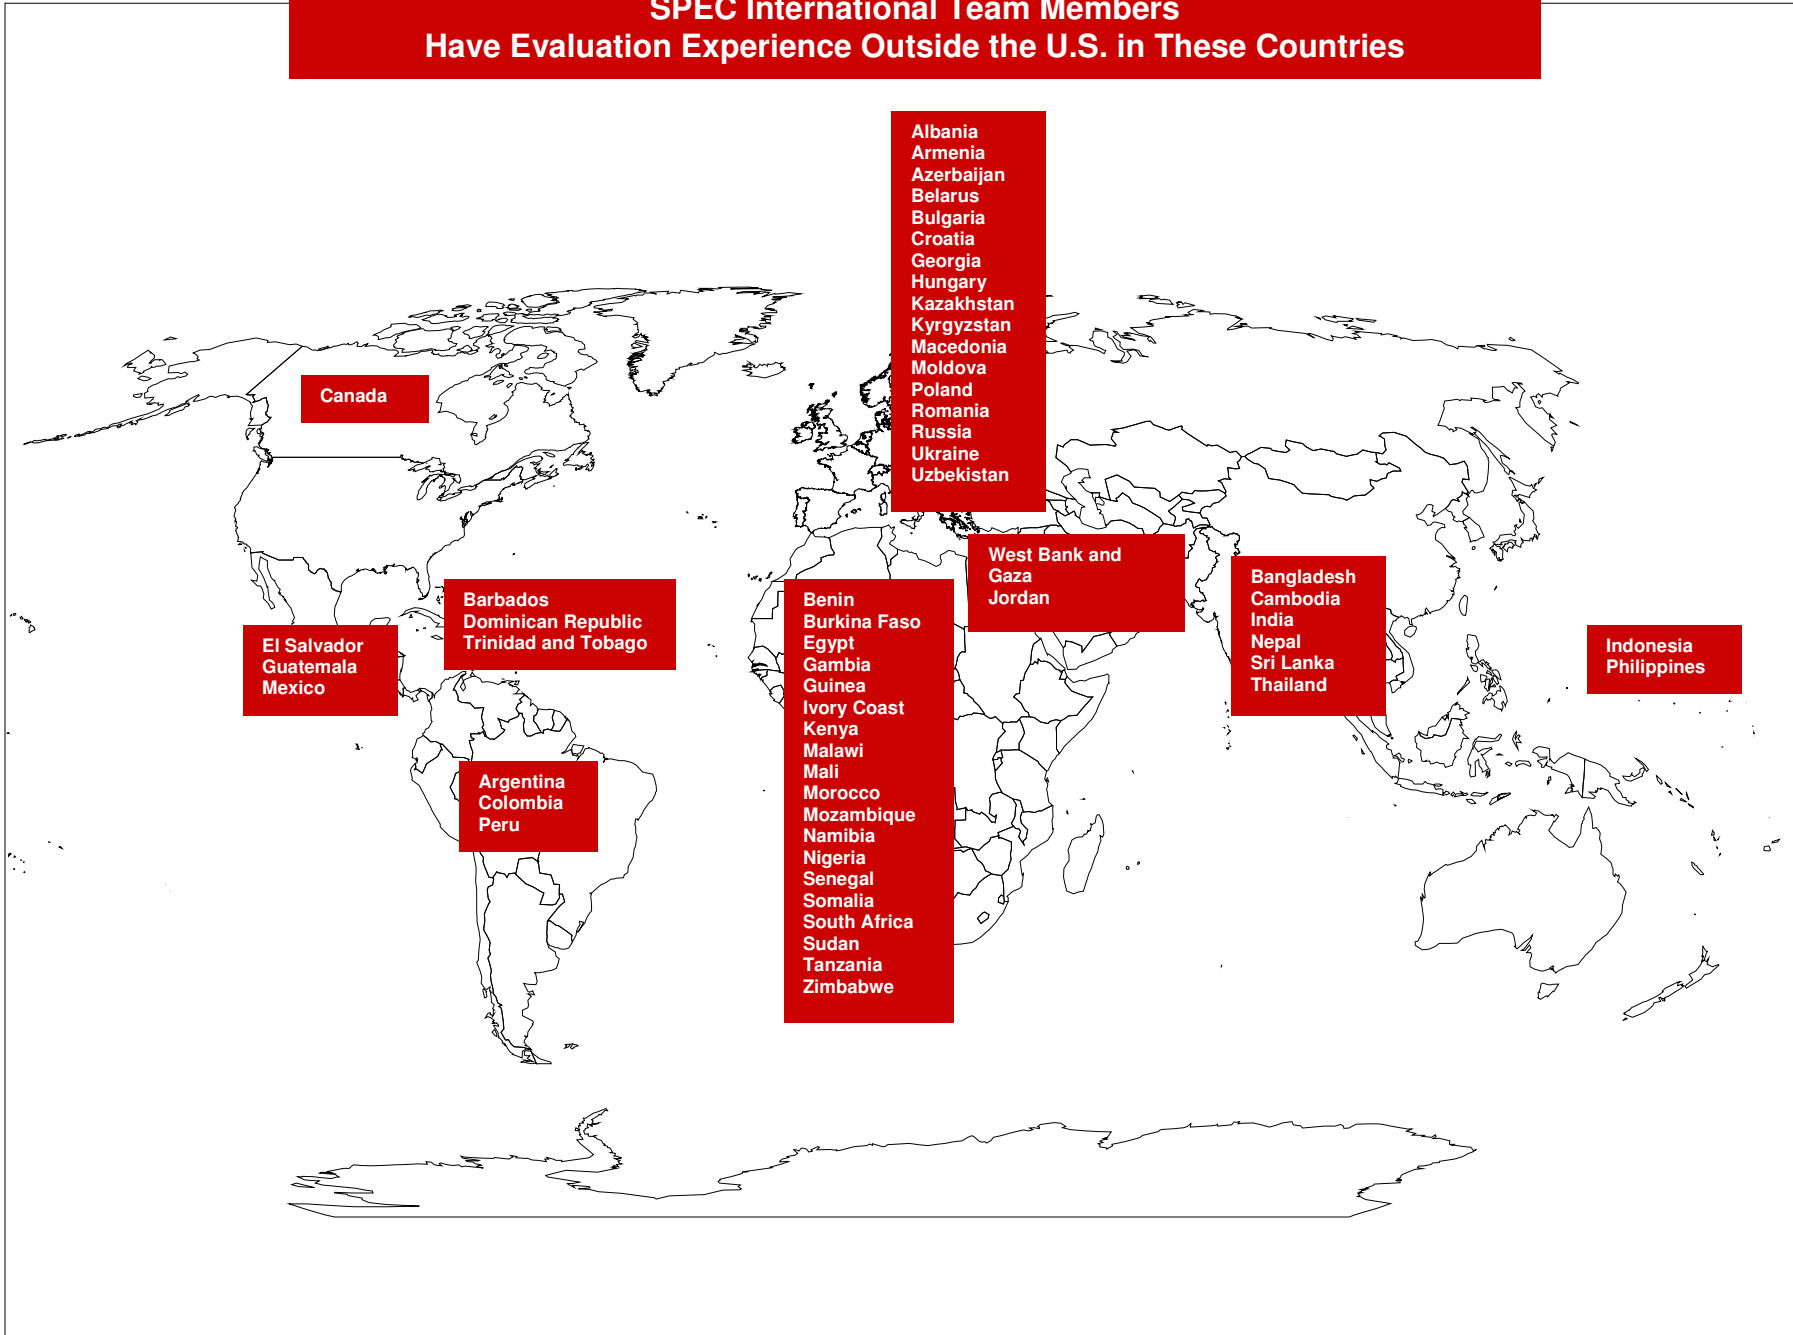 SPEC International Team Members
Have Evaluation Experience Outside the U.S. in These Countries
Albania
Armenia
Azerbaijan
Belarus
Bulgaria
Croatia
Georgia
Hungary
Kazakhstan
Kyrgyzstan
Macedonia
Moldova
Poland
Romania
Russia
Ukraine
Uzbekistan
Canada
West Bank and
Gaza
Jordan
Bangladesh
Cambodia
India
Nepal
Sri Lanka
Thailand
Barbados
Dominican Republic
Trinidad and Tobago
Benin
Burkina Faso
Egypt
Gambia
Guinea
Ivory Coast
Kenya
Malawi
Mali
Morocco
Mozambique
Namibia
Nigeria
Senegal
Somalia
South Africa
Sudan
Tanzania
Zimbabwe
El Salvador
Guatemala
Mexico
Indonesia
Philippines
Argentina
Colombia
Peru